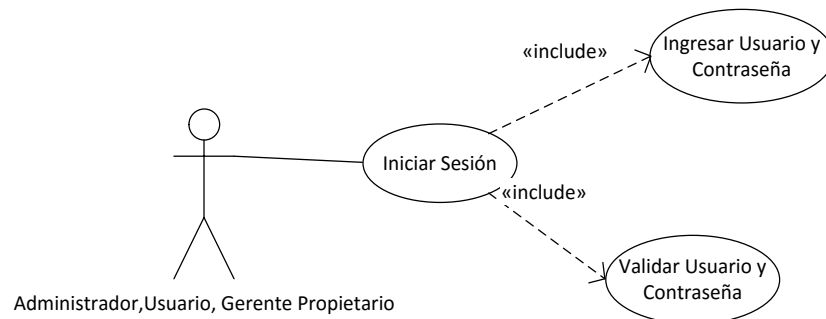 Ingresar Usuario y
Contraseña
«include»
Iniciar Sesión
«include»
Validar Usuario y
Contraseña
Administrador,Usuario, Gerente Propietario